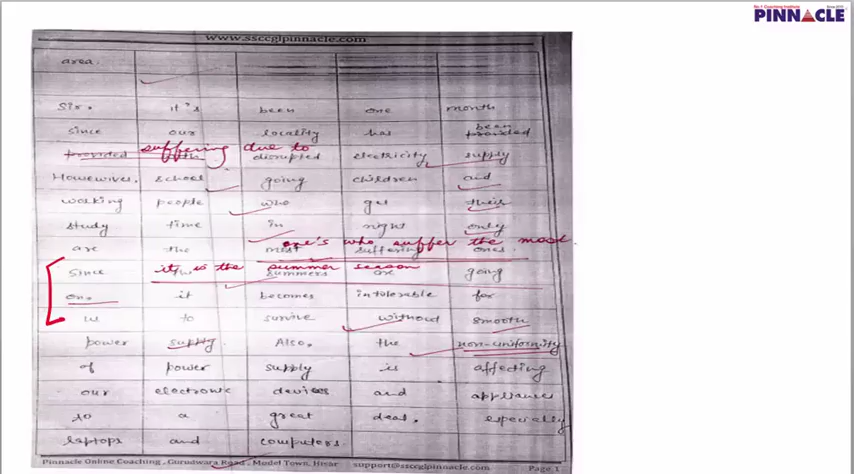 No.1 Coaching Institute
PINNACLE
www.ssccglpinnacle.com
area.
Sir. it's been one month
been
since our locality has provided
suffering due to
provided with disrupted electricity supply
Housewives, school going children and
working people who get their
study time in night only
one's who suffer the most
are the most suffering ones.
it is the summer season
Since summers are going
on. it becomes intolerable for
us to survive without smooth
power supply. Also, the non-uniformity
of power supply is affecting
our electronic devices and appliances
to a great deal, especially
laptops and computers
Pinnacle Online Coaching, Gurudwara Road, Model Town, Hisar support@ssccglpinnacle.com Page 1